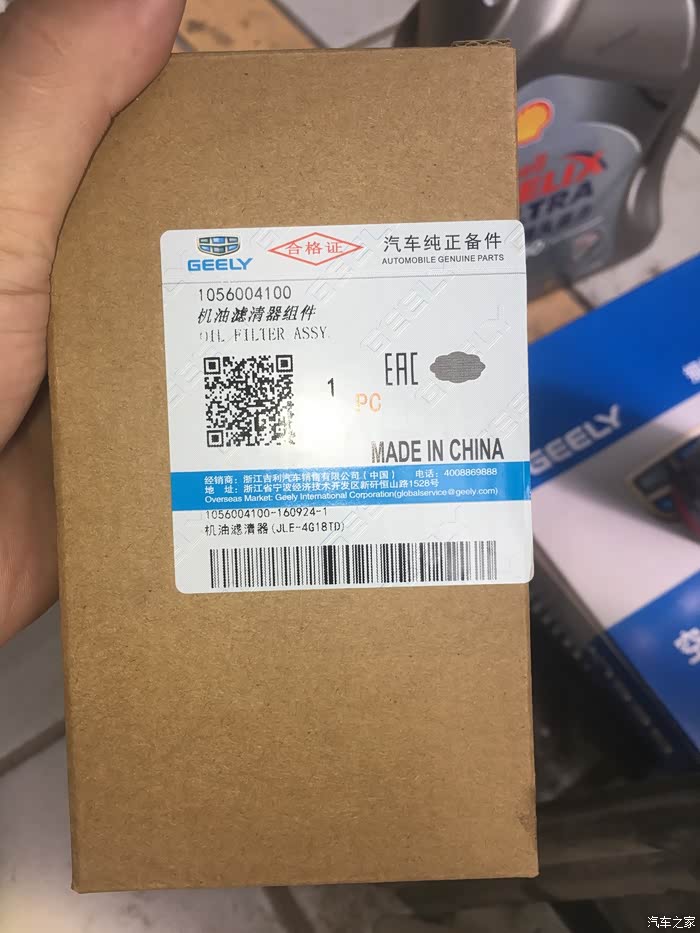 GEELY
合格证
汽车纯正备件
AUTOMOBILE GENUINE PARTS
1056004100
机油滤清器组件
OIL FILTER ASSY.
1
PC
EAC
MADE IN CHINA
经销商：浙江吉利汽车销售有限公司（中国） 电话：4008869888
地 址：浙江省宁波经济技术开发区新矸恒山路1528号
Overseas Market: Geely International Corporation(globalservice@geely.com)
1056004100-160924-1
机油滤清器(JLE-4G18TD)
GEELY
汽车之家